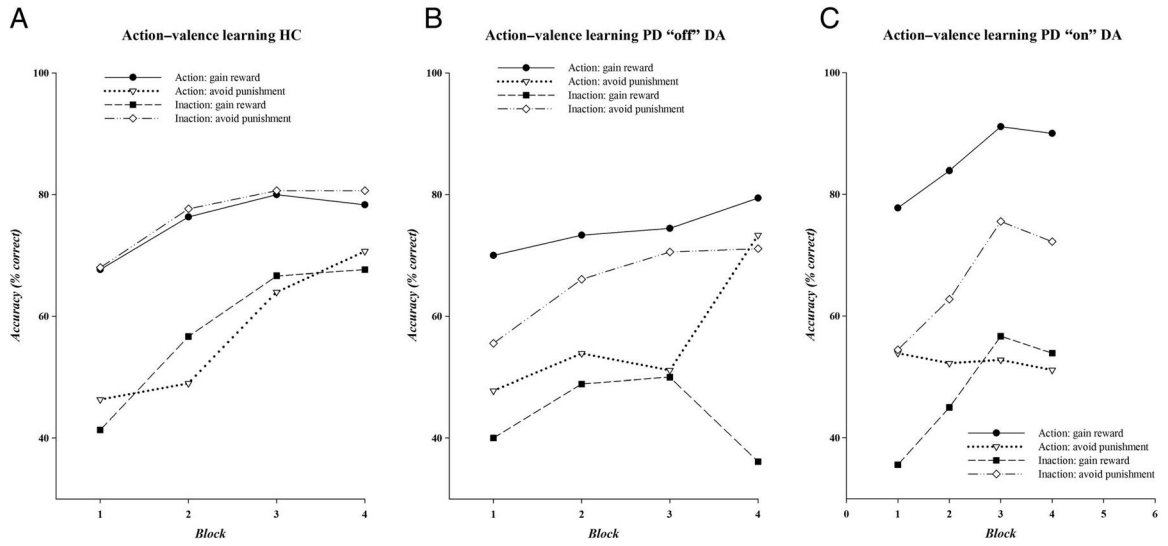 A
Action–valence learning HC
Action: gain reward
Action: avoid punishment
Inaction: gain reward
Inaction: avoid punishment
100
80
60
40
Accuracy (% correct)
1 2 3 4
Block
B
Action–valence learning PD “off” DA
Action: gain reward
Action: avoid punishment
Inaction: gain reward
Inaction: avoid punishment
100
80
60
40
Accuracy (% correct)
1 2 3 4
Block
C
Action–valence learning PD “on” DA
100
80
60
40
Accuracy (% correct)
Action: gain reward
Action: avoid punishment
Inaction: gain reward
Inaction: avoid punishment
0 1 2 3 4 5 6
Block